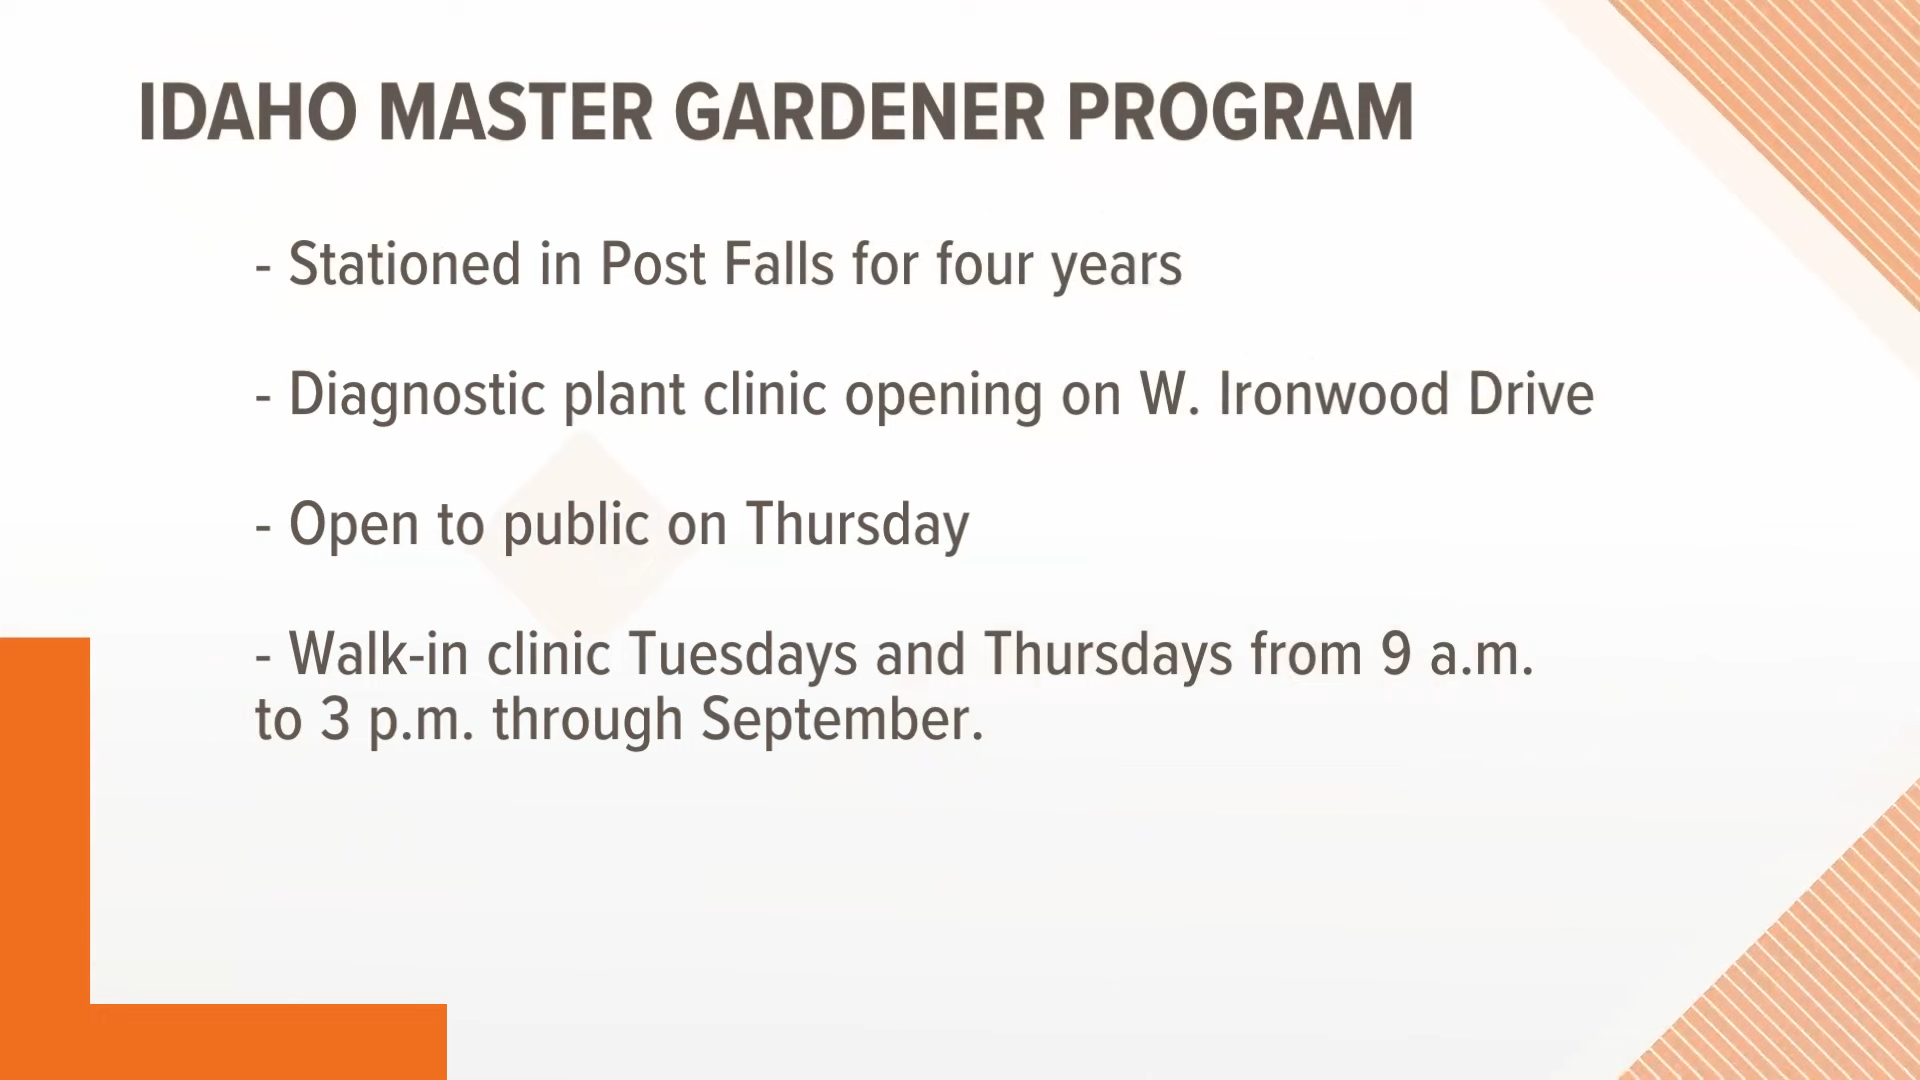 IDAHO MASTER GARDENER PROGRAM
- Stationed in Post Falls for four years
- Diagnostic plant clinic opening on W. Ironwood Drive
- Open to public on Thursday
- Walk-in clinic Tuesdays and Thursdays from 9 a.m.
to 3 p.m. through September.